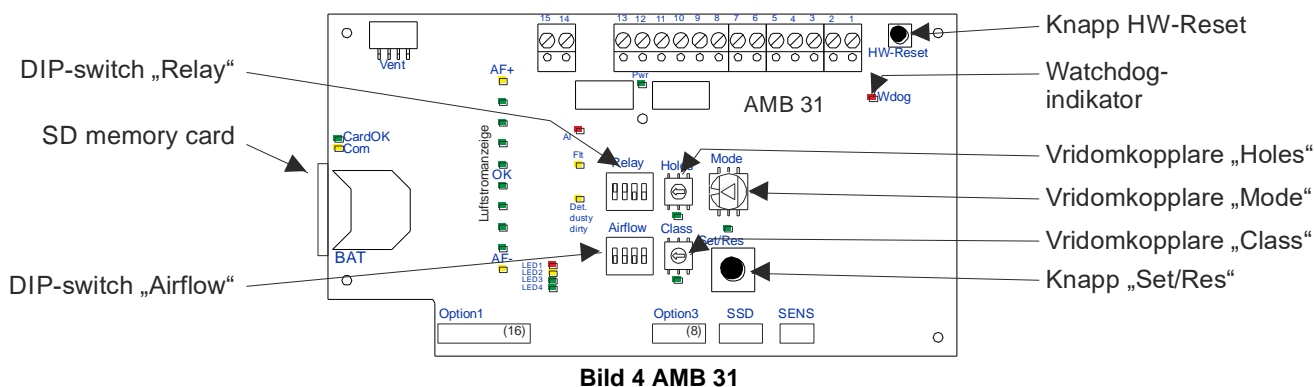 15 14 13 12 11 10 9 8 7 6 5 4 3 2 1
Knapp HW-Reset
HW-Reset
Vent
DIP-switch „Relay“
AF+
Pwr
Watchdog-
indikator
AMB 31
Wdog
SD memory card
CardOK
Com
Al
Luftstromanzeige
Flt
Relay
Holes
Mode
Vridomkopplare „Holes“
OK
Vridomkopplare „Mode“
Det.
dusty
dirty
Airflow
Class
Set/Res
Vridomkopplare „Class“
BAT
AF-
LED1
LED2
LED3
LED4
DIP-switch „Airflow“
Knapp „Set/Res“
Option1
(16)
Option3
(8)
SSD
SENS
Bild 4 AMB 31